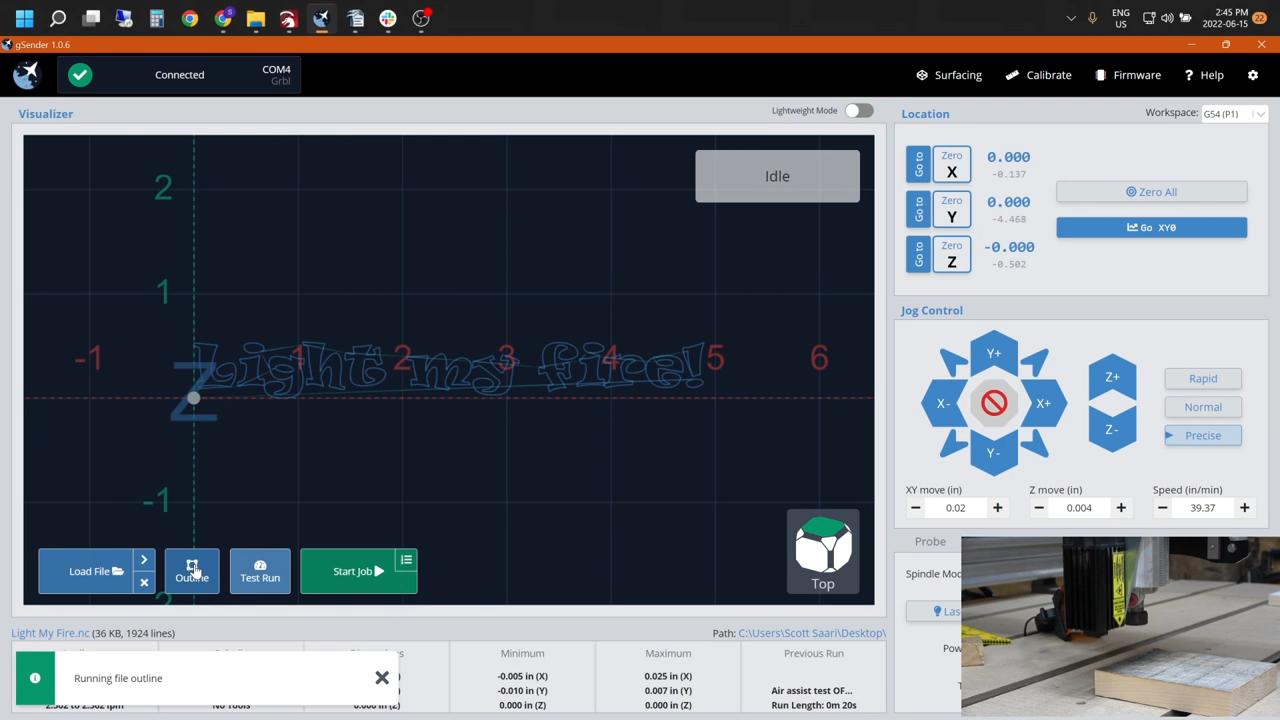 ENG
US
2:45 PM
2022-06-15
22
gSender 1.0.6
Connected
COM4
Grbl
Surfacing
Calibrate
Firmware
? Help
Visualizer
Lightweight Mode
Idle
2
1
-1
-1
1
2
3
4
5
6
Z
Light my fire!
Top
Load File
Outline
Test Run
Start Job
Location
Workspace:
G54 (P1)
Go to
Zero
X
0.000
-0.137
Go to
Zero
Y
0.000
-4.468
Go to
Zero
Z
-0.000
-0.502
Zero All
Go XY0
Jog Control
Y+
X-
X+
Y-
Z+
Z-
Rapid
Normal
Precise
XY move (in)
Z move (in)
Speed (in/min)
0.02
0.004
39.37
Probe
Light My Fire.nc (36 KB, 1924 lines)
Path: C:\Users\Scott Saari\Desktop\
Minimum
Maximum
Previous Run
-0.005 in (X)
0.025 in (X)
-0.010 in (Y)
0.007 in (Y)
Air assist test OF...
0.000 in (Z)
0.000 in (Z)
Run Length: 0m 20s
Running file outline